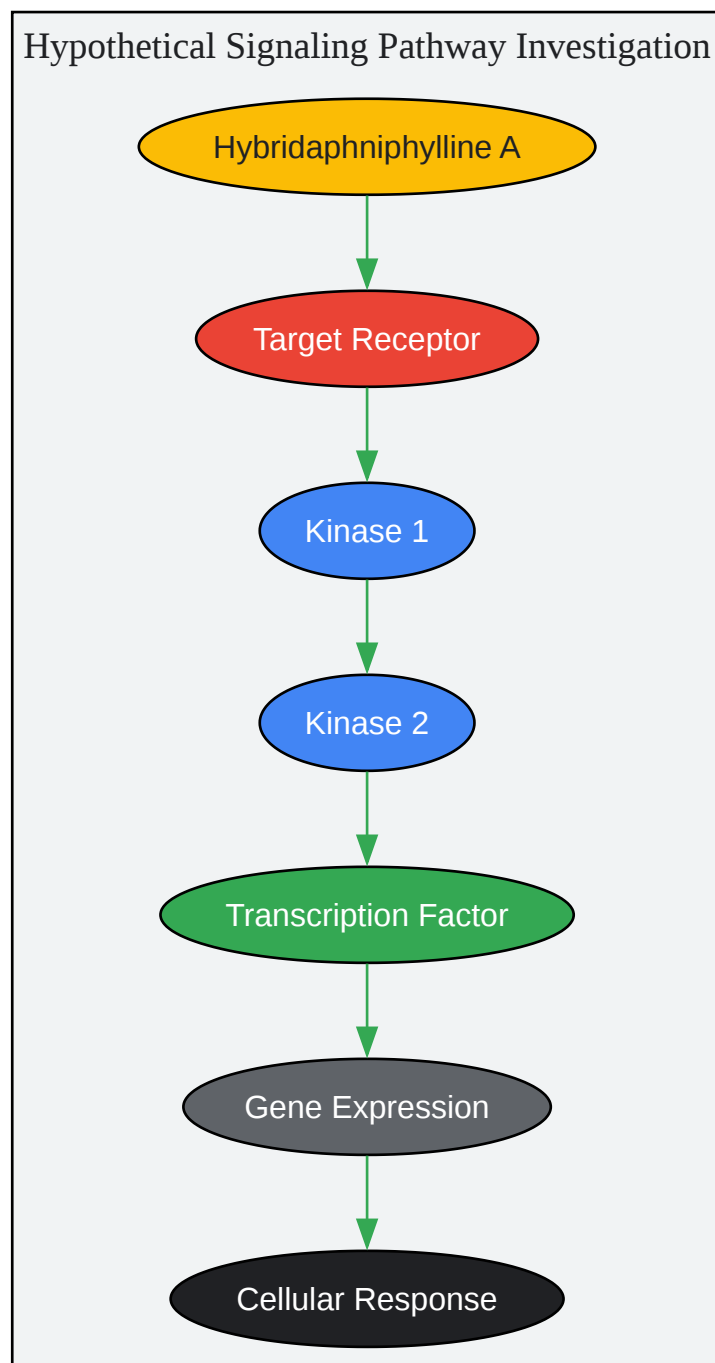 Hypothetical Signaling Pathway Investigation
Hybridaphniphylline A
Target Receptor
Kinase 1
Kinase 2
Transcription Factor
Gene Expression
Cellular Response